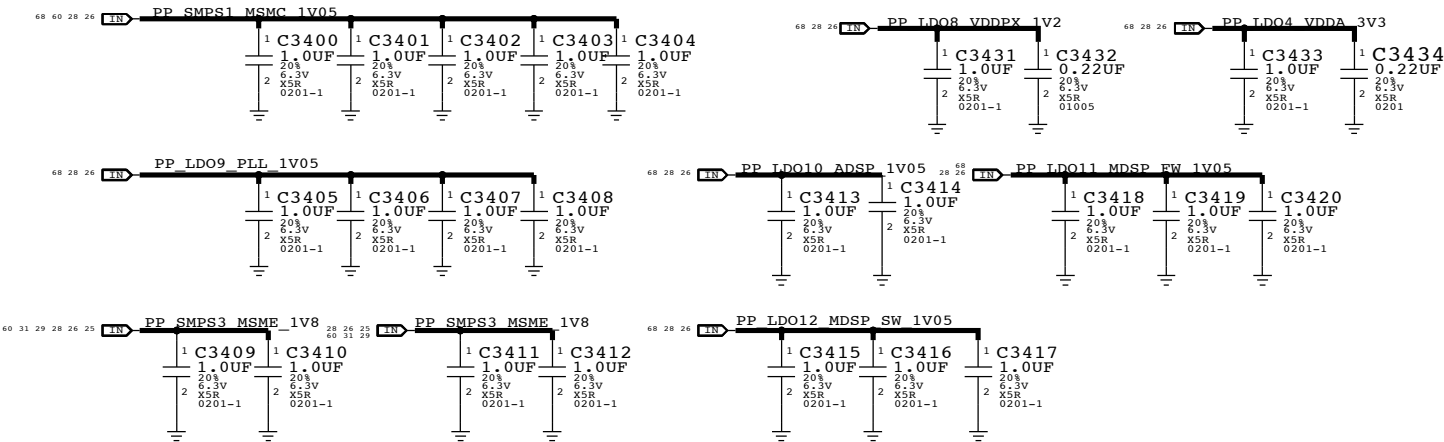 68 60 28 26 IN PP_SMPS1_MSMC_1V05
1 C3400 1.0UF 20% 6.3V X5R 0201-1 2
1 C3401 1.0UF 20% 6.3V X5R 0201-1 2
1 C3402 1.0UF 20% 6.3V X5R 0201-1 2
1 C3403 1.0UF 20% 6.3V X5R 0201-1 2
1 C3404 1.0UF 20% 6.3V X5R 0201-1 2
68 28 26 IN PP_LDO8_VDDPX_1V2
1 C3431 1.0UF 20% 6.3V X5R 0201-1 2
1 C3432 0.22UF 20% 6.3V X5R 01005 2
68 28 26 IN PP_LDO4_VDDA_3V3
1 C3433 1.0UF 20% 6.3V X5R 0201-1 2
1 C3434 0.22UF 20% 6.3V X5R 0201 2
68 28 26 IN PP_LDO9_PLL_1V05
1 C3405 1.0UF 20% 6.3V X5R 0201-1 2
1 C3406 1.0UF 20% 6.3V X5R 0201-1 2
1 C3407 1.0UF 20% 6.3V X5R 0201-1 2
1 C3408 1.0UF 20% 6.3V X5R 0201-1 2
68 28 26 IN PP_LDO10_ADSP_1V05
1 C3413 1.0UF 20% 6.3V X5R 0201-1 2
1 C3414 1.0UF 20% 6.3V X5R 0201-1 2
68
28 26 IN PP_LDO11_MDSP_FW_1V05
1 C3418 1.0UF 20% 6.3V X5R 0201-1 2
1 C3419 1.0UF 20% 6.3V X5R 0201-1 2
1 C3420 1.0UF 20% 6.3V X5R 0201-1 2
60 31 29 28 26 25 IN PP_SMPS3_MSME_1V8
1 C3409 1.0UF 20% 6.3V X5R 0201-1 2
1 C3410 1.0UF 20% 6.3V X5R 0201-1 2
28 26 25
60 31 29 IN PP_SMPS3_MSME_1V8
1 C3411 1.0UF 20% 6.3V X5R 0201-1 2
1 C3412 1.0UF 20% 6.3V X5R 0201-1 2
68 28 26 IN PP_LDO12_MDSP_SW_1V05
1 C3415 1.0UF 20% 6.3V X5R 0201-1 2
1 C3416 1.0UF 20% 6.3V X5R 0201-1 2
1 C3417 1.0UF 20% 6.3V X5R 0201-1 2